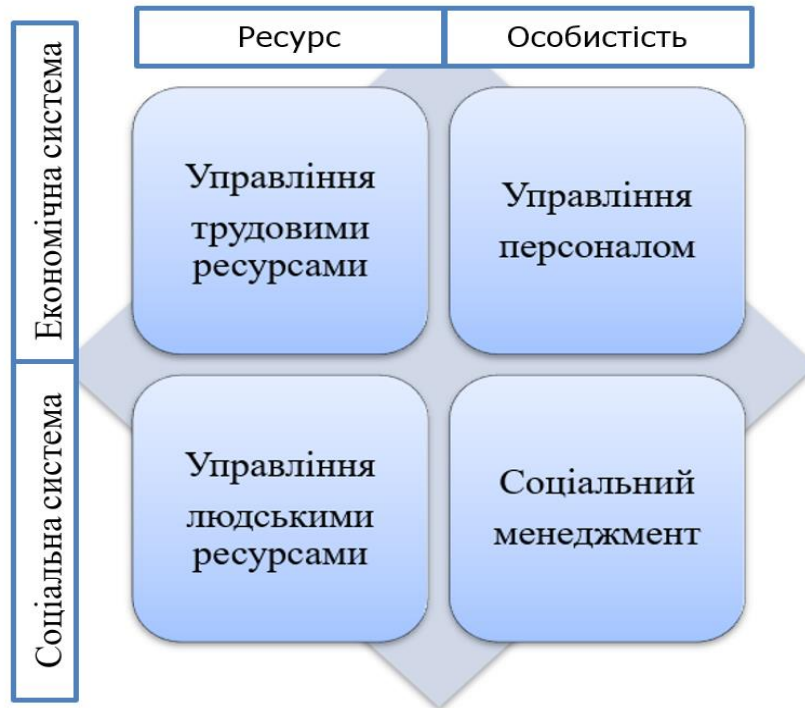 Ресурс
Особистість
Економічна система
Управління
трудовими
ресурсами
Управління
персоналом
Соціальна система
Управління
людськими
ресурсами
Соціальний
менеджмент